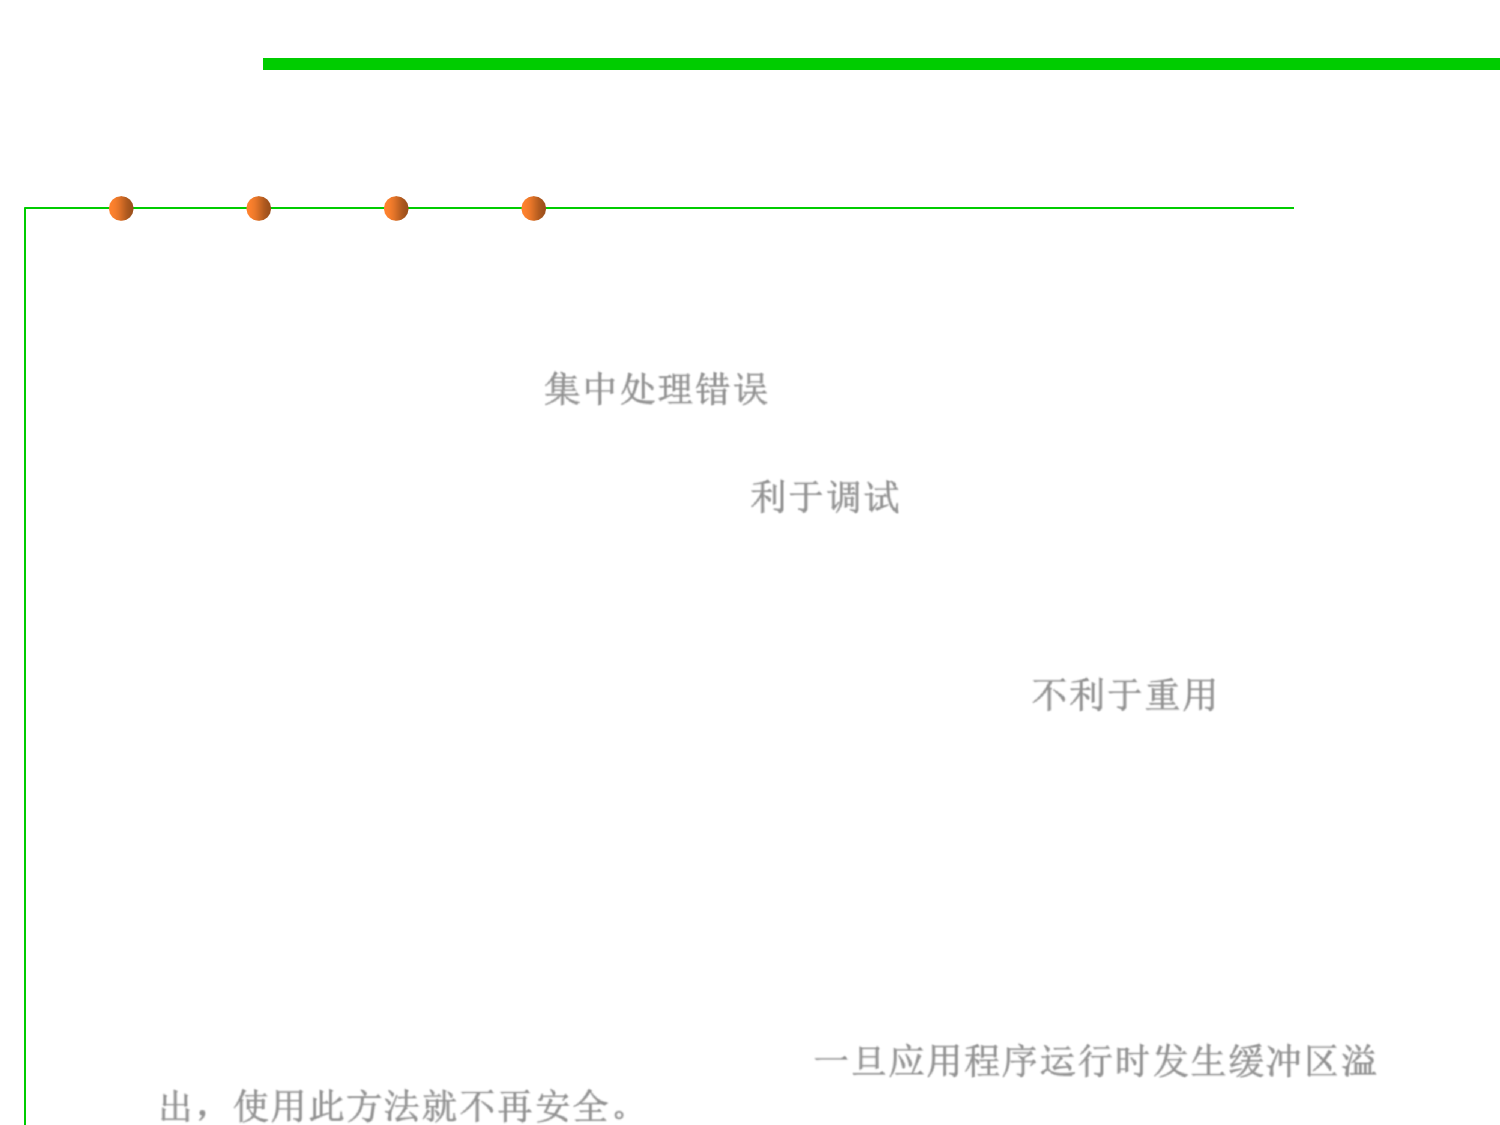 集中处理错误
利于调试
不利于重用
一旦应用程序运行时发生缓冲区溢
出，使用此方法就不再安全。